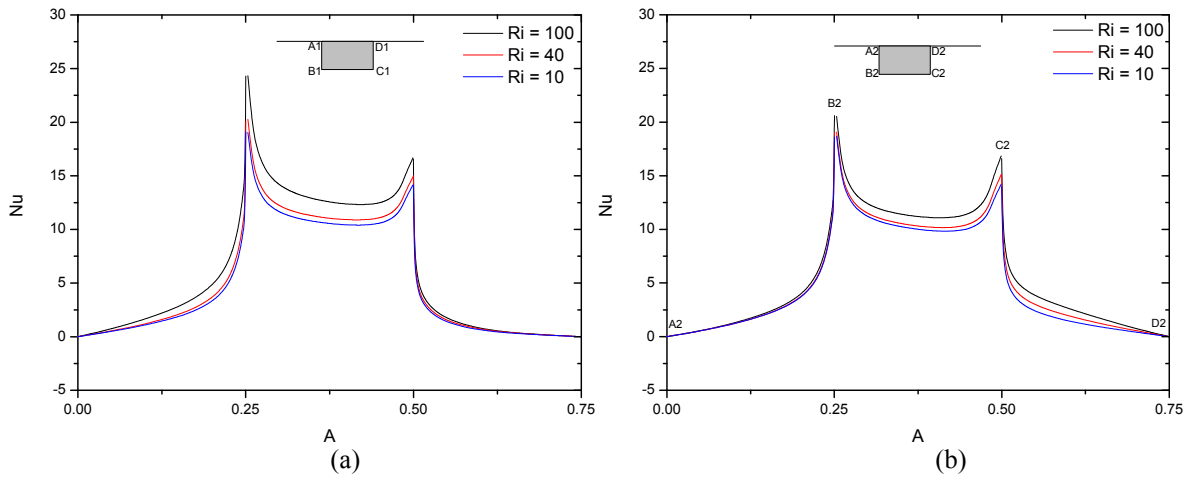 30
25
20
15
10
5
0
-5
Nu
0.00
0.25
0.50
0.75
A
A1
D1
B1
C1
Ri = 100
Ri = 40
Ri = 10
(a)
30
25
20
15
10
5
0
-5
Nu
0.00
0.25
0.50
0.75
A
A2
D2
B2
C2
Ri = 100
Ri = 40
Ri = 10
B2
C2
A2
D2
(b)